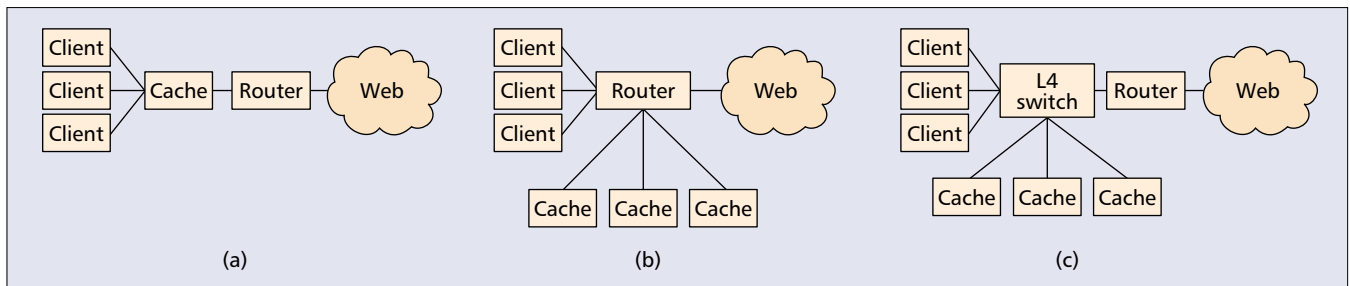 Client
Client
Client
Cache
Router
Web
(a)
Client
Client
Client
Router
Web
Cache
Cache
Cache
(b)
Client
Client
Client
L4
switch
Router
Web
Cache
Cache
Cache
(c)